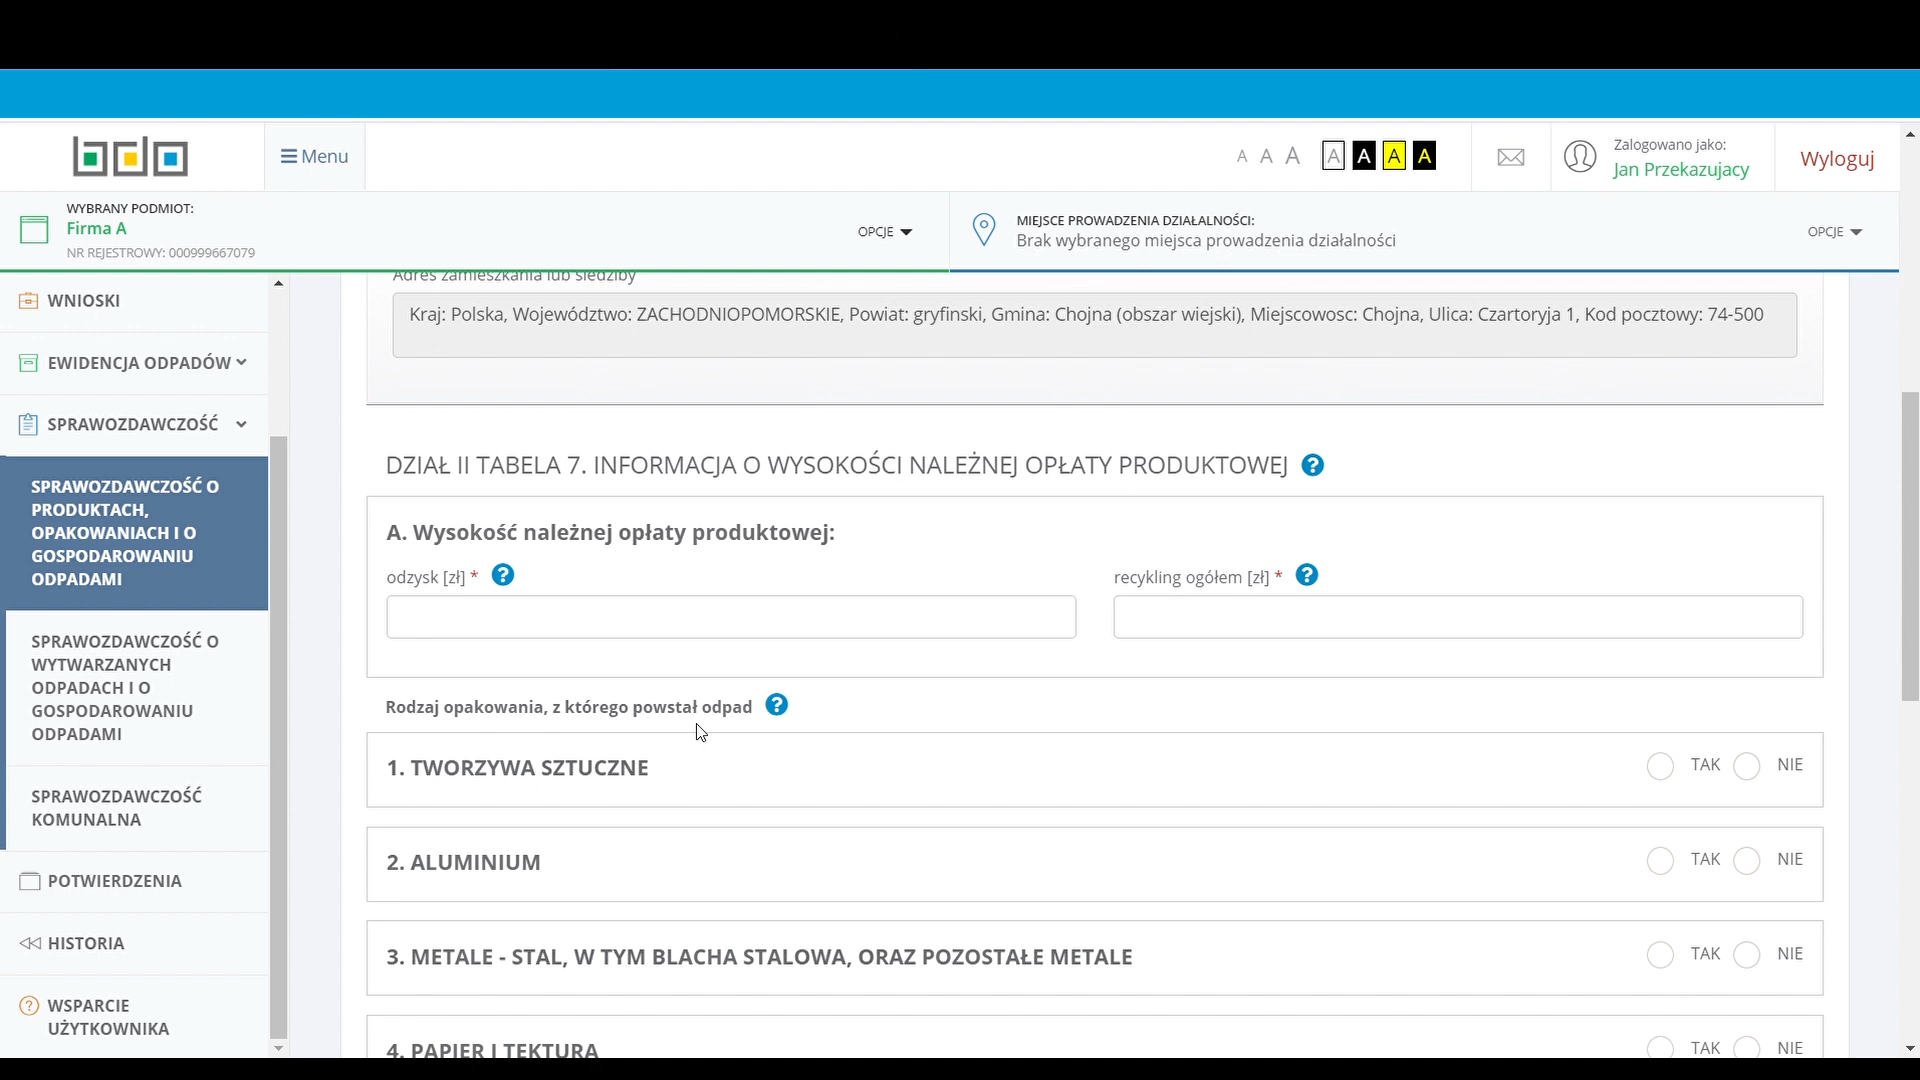 bdo
Menu
A A A A A A A
Zalogowano jako:
Jan Przekazujacy
Wyloguj
WYBRANY PODMIOT:
Firma A
NR REJESTROWY: 000999667079
OPCJE
MIEJSCE PROWADZENIA DZIAŁALNOŚCI:
Brak wybranego miejsca prowadzenia działalności
OPCJE
WNIOSKI
EWIDENCJA ODPADÓW
SPRAWOZDAWCZOŚĆ
SPRAWOZDAWCZOŚĆ O
PRODUKTACH,
OPAKOWANIACH I O
GOSPODAROWANIU
ODPADAMI
SPRAWOZDAWCZOŚĆ O
WYTWARZANYCH
ODPADACH I O
GOSPODAROWANIU
ODPADAMI
SPRAWOZDAWCZOŚĆ
KOMUNALNA
POTWIERDZENIA
HISTORIA
WSPARCIE
UŻYTKOWNIKA
Adres zamieszkania lub siedziby
Kraj: Polska, Województwo: ZACHODNIOPOMORSKIE, Powiat: gryfinski, Gmina: Chojna (obszar wiejski), Miejscowosc: Chojna, Ulica: Czartoryja 1, Kod pocztowy: 74-500
DZIAŁ II TABELA 7. INFORMACJA O WYSOKOŚCI NALEŻNEJ OPŁATY PRODUKTOWEJ ?
A. Wysokość należnej opłaty produktowej:
odzysk [zł] * ?
recykling ogółem [zł] * ?
Rodzaj opakowania, z którego powstał odpad ?
1. TWORZYWA SZTUCZNE TAK NIE
2. ALUMINIUM TAK NIE
3. METALE - STAL, W TYM BLACHA STALOWA, ORAZ POZOSTAŁE METALE TAK NIE
4. PAPIER I TEKTURA TAK NIE